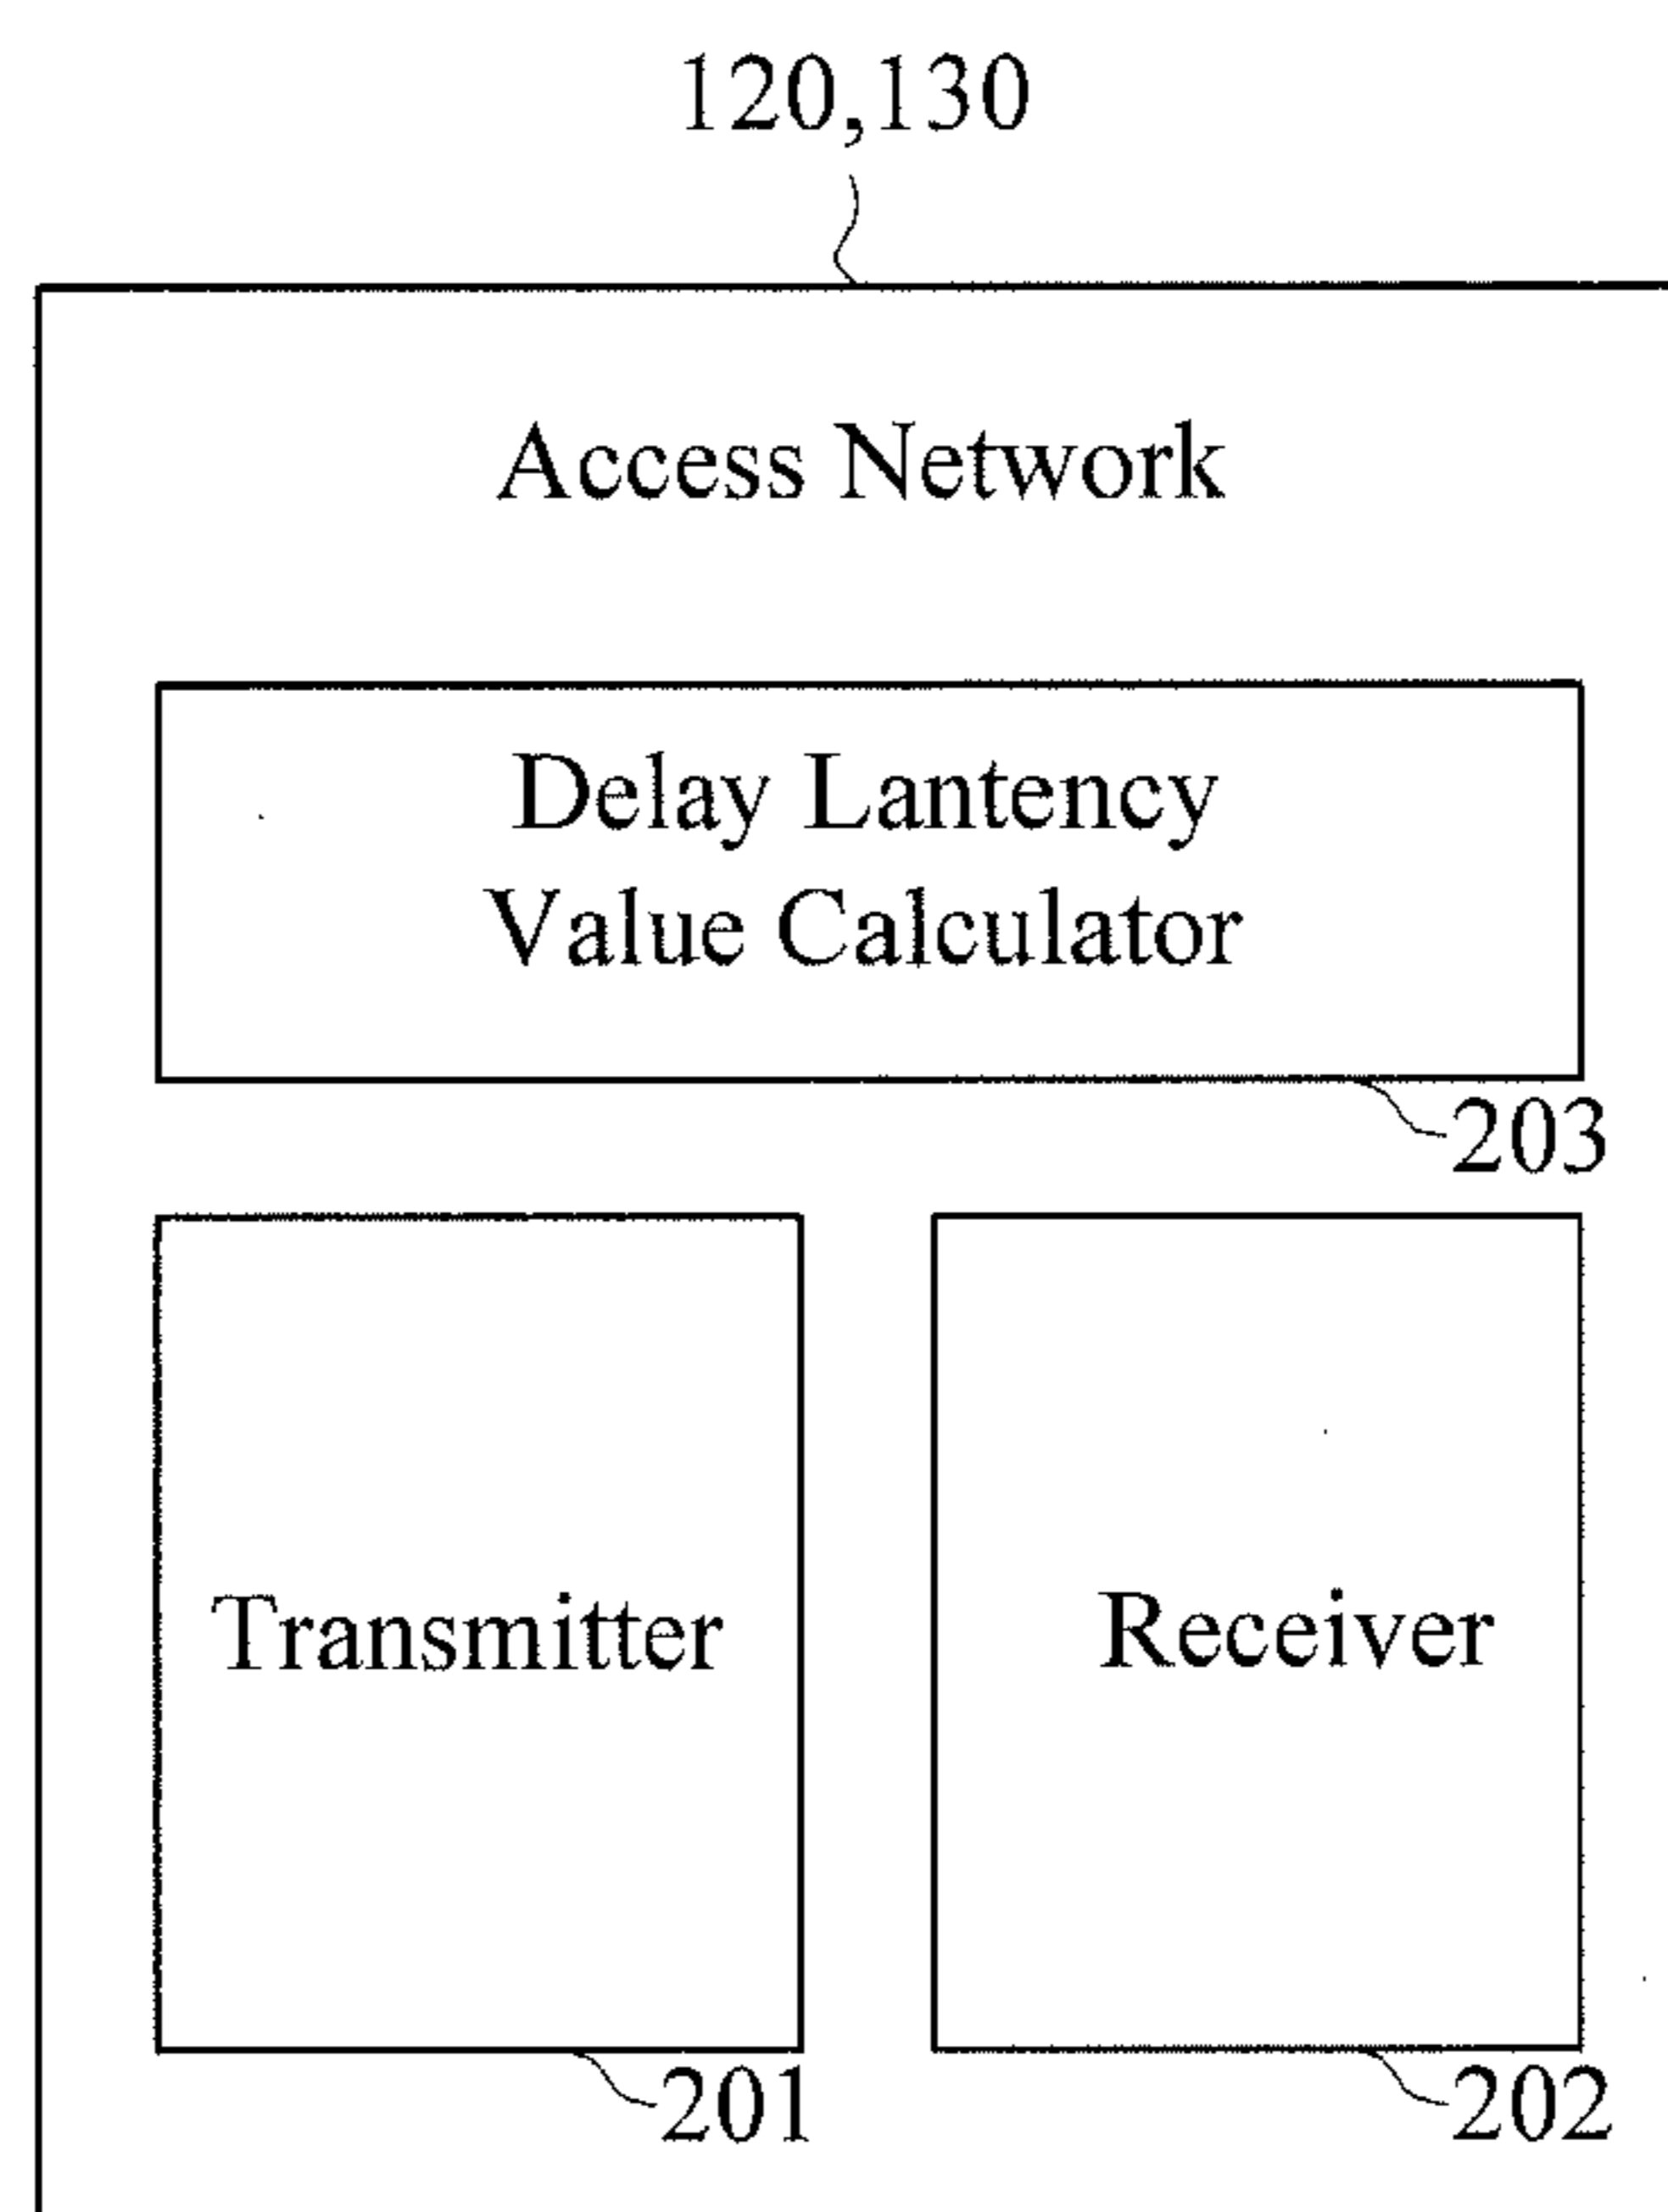 120,130
Access Network
Delay Lantency
Value Calculator
203
Transmitter
Receiver
201
202